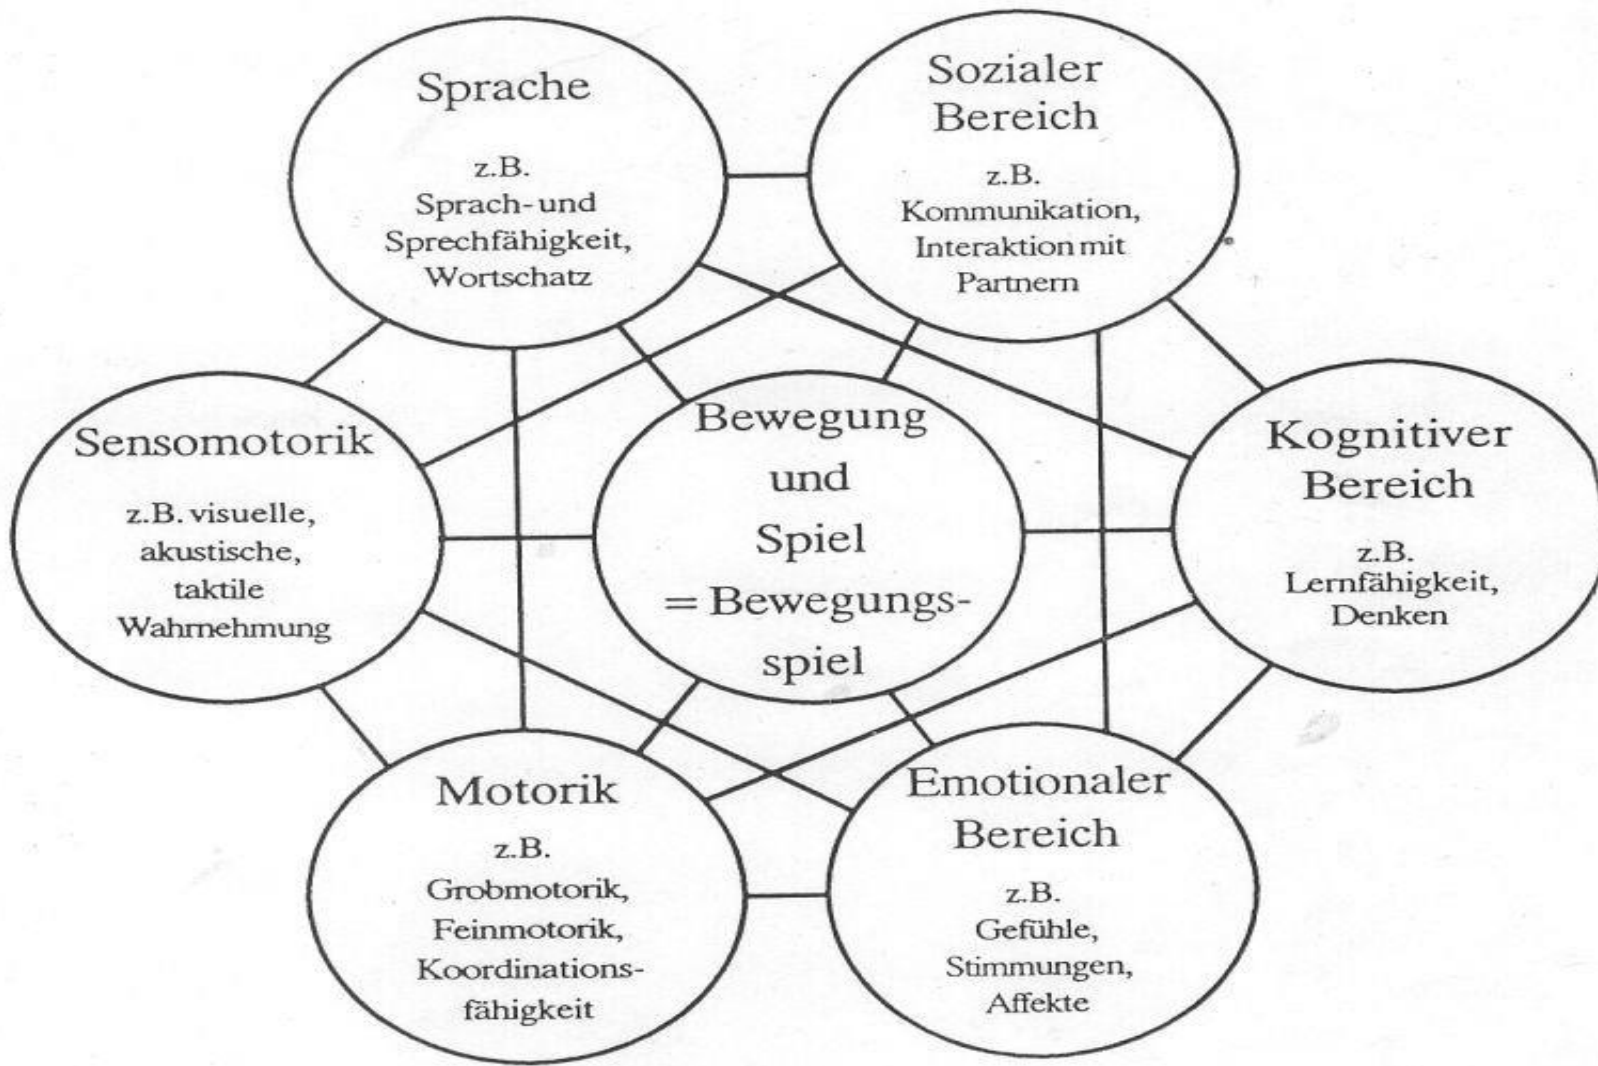 Sprache
z.B.
Sprach- und
Sprechfähigkeit,
Wortschatz
Sozialer
Bereich
z.B.
Kommunikation,
Interaktion mit
Partnern
Sensomotorik
z.B. visuelle,
akustische,
taktile
Wahrnehmung
Bewegung
und
Spiel
= Bewegungs-
spiel
Kognitiver
Bereich
z.B.
Lernfähigkeit,
Denken
Motorik
z.B.
Grobmotorik,
Feinmotorik,
Koordinations-
fähigkeit
Emotionaler
Bereich
z.B.
Gefühle,
Stimmungen,
Affekte